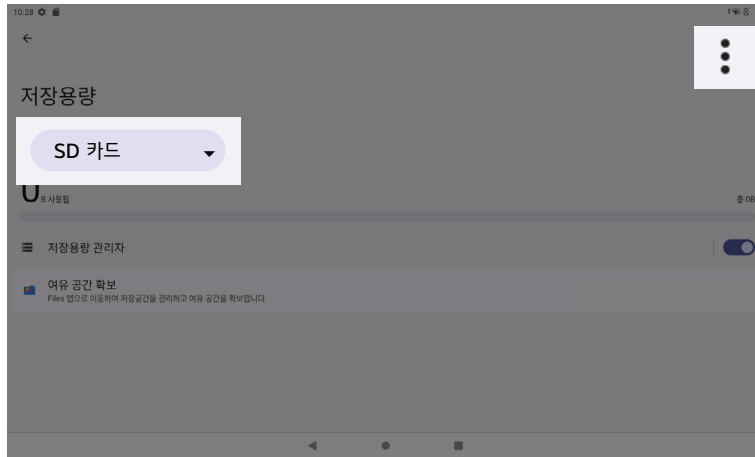 10:28
저장용량
SD 카드
0 B 사용됨
총 0B
저장용량 관리자
여유 공간 확보
Files 앱으로 이동하여 저장공간을 관리하고 여유 공간을 확보합니다.